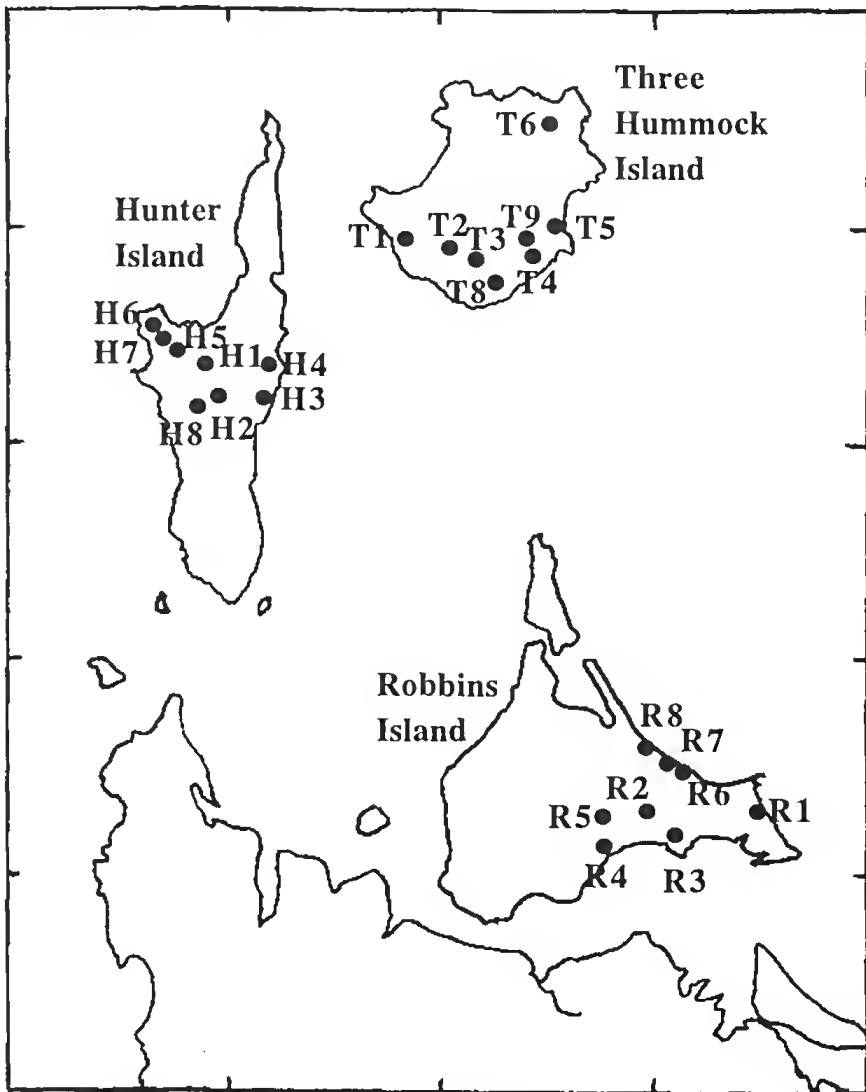 Three
Hummock
Island
T6
Hunter
Island
T1
T2
T3
T9
T5
T8
T4
H6
H7
H5
H1
H4
H3
H8
H2
Robbins
Island
R8
R7
R2
R6
R5
R1
R4
R3